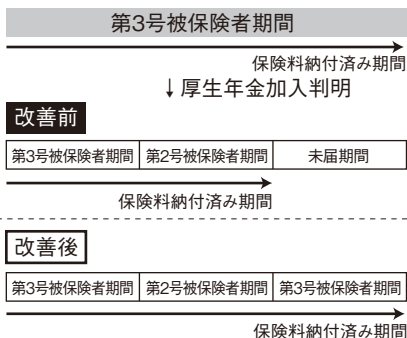 第3号被保険者期間
保険料納付済み期間
↓厚生年金加入判明
改善前
第3号被保険者期間 第2号被保険者期間 未届期間
保険料納付済み期間
改善後
第3号被保険者期間 第2号被保険者期間 第3号被保険者期間
保険料納付済み期間